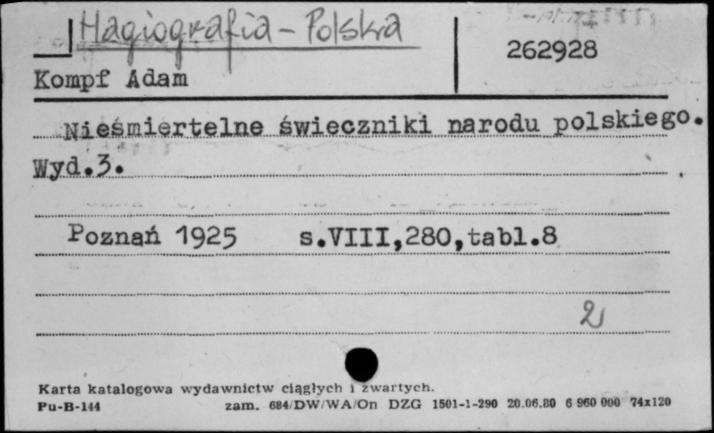 Hagiografia - Polska
262928
Kompf Adam
Nieśmiertelne świeczniki narodu polskiego.
Wyd.3.
Poznań 1925 s.VIII,280,tabl.8
2
Karta katalogowa wydawnictw ciągłych i zwartych.
Pu-B-144 zam. 684/DW/WA/On DZG 1501-1-290 20.06.80 6 960 000 74x120